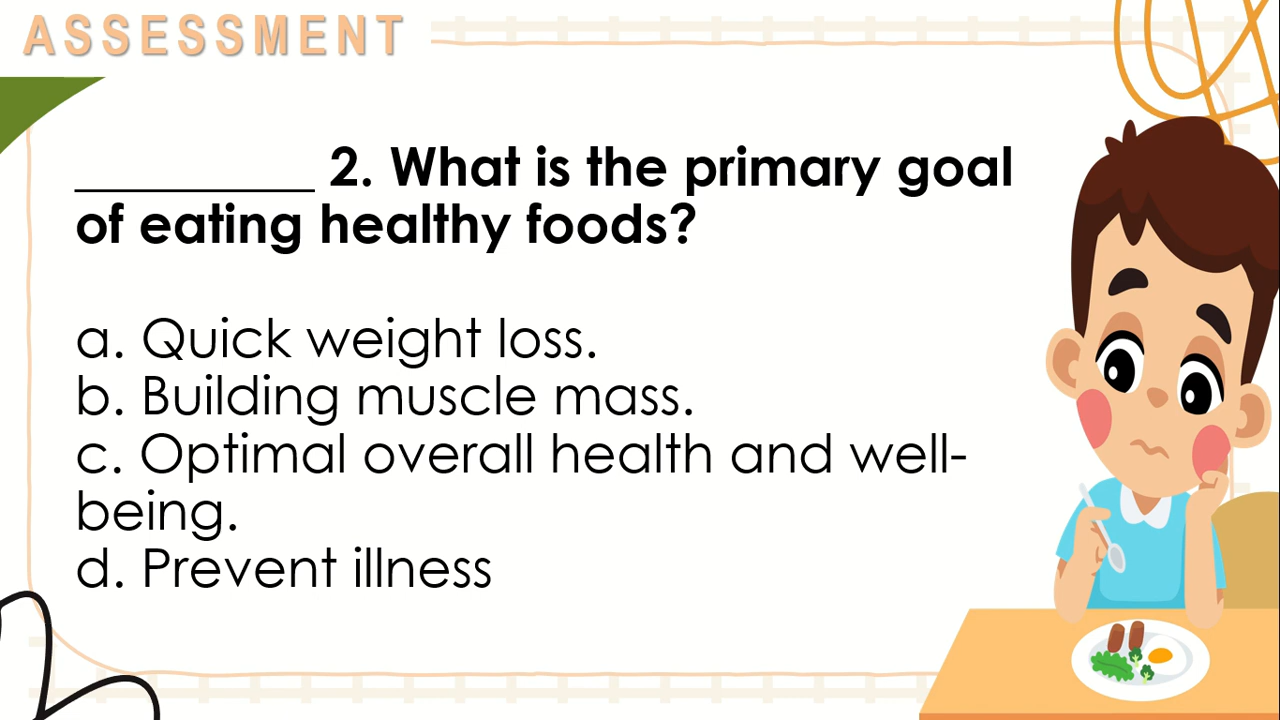 ASSESSMENT
_________ 2. What is the primary goal
of eating healthy foods?
a. Quick weight loss.
b. Building muscle mass.
c. Optimal overall health and well-
being.
d. Prevent illness